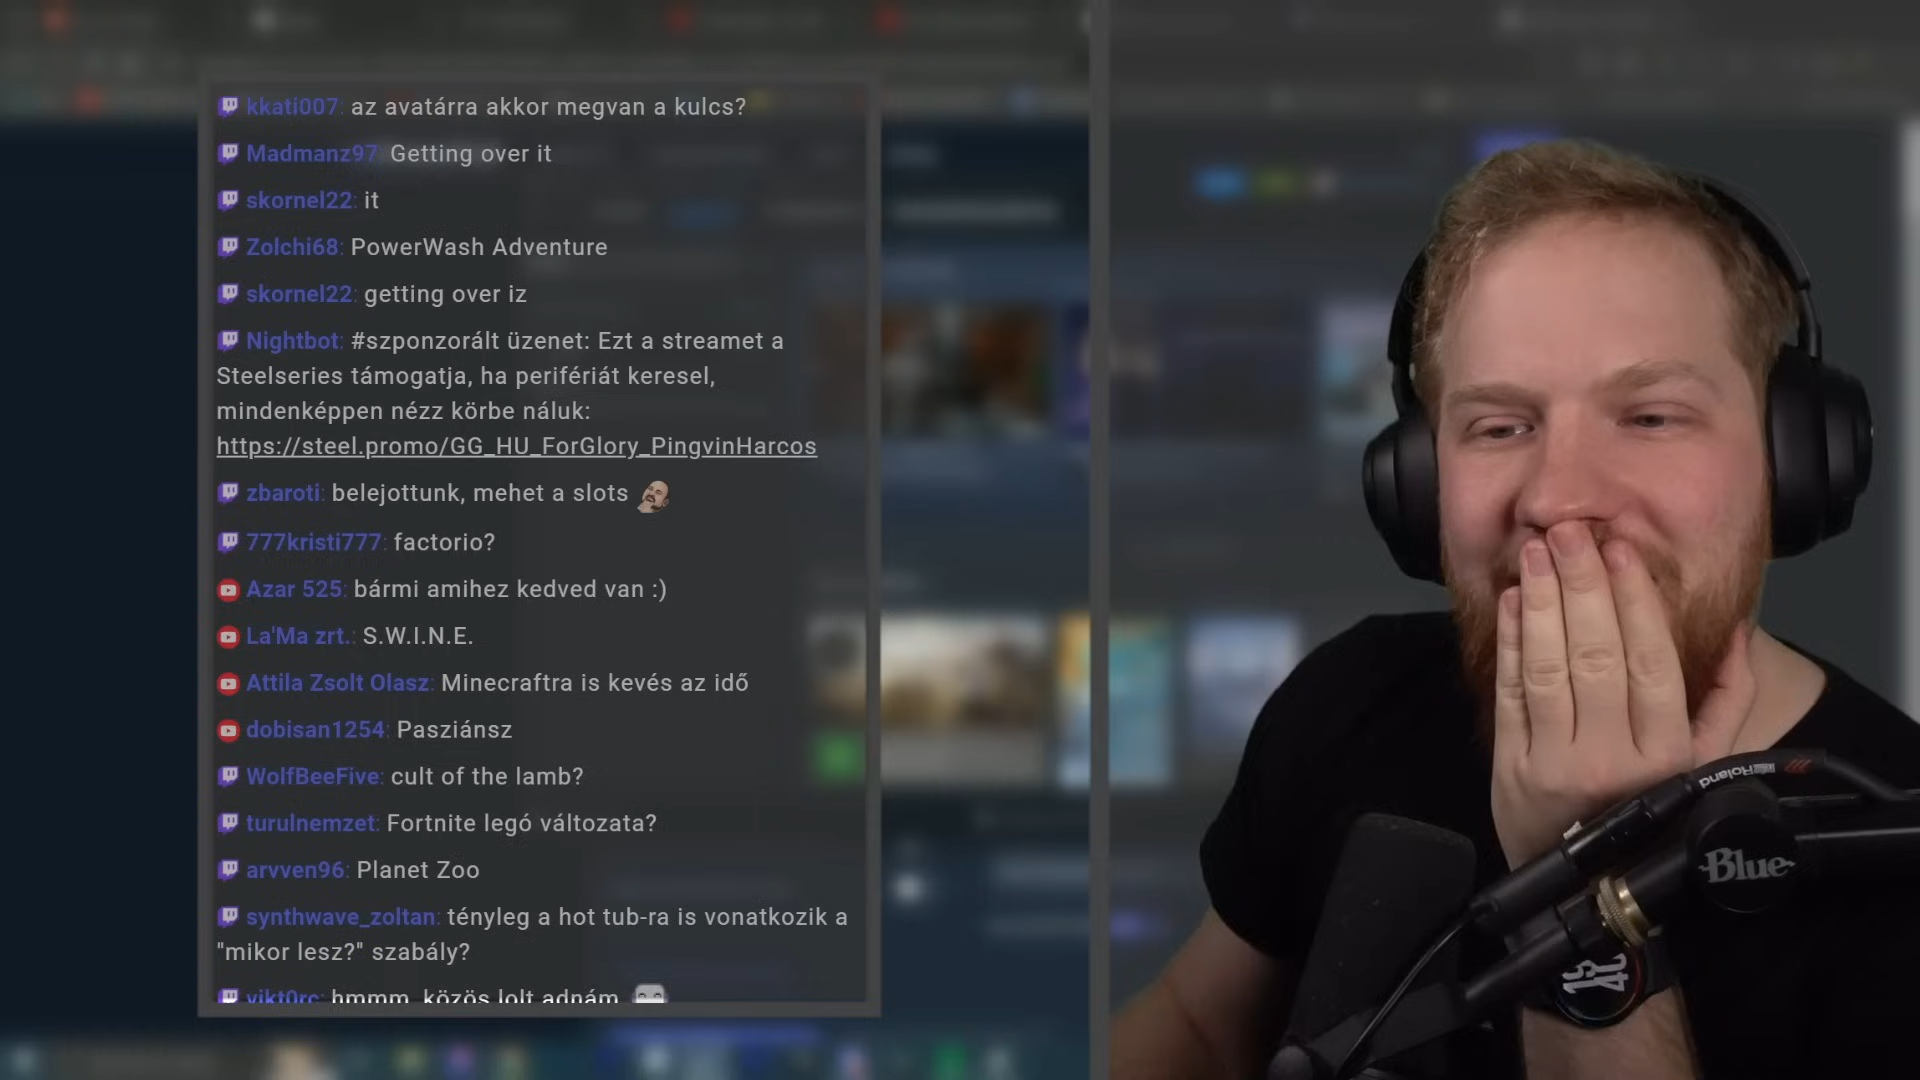 kkati007: az avatárra akkor megvan a kulcs?
Madmanz97: Getting over it
skornel22: it
Zolchi68: PowerWash Adventure
skornel22: getting over iz
Nightbot: #szponzorált üzenet: Ezt a streamet a
Steelseries támogatja, ha perifériát keresel,
mindenképpen nézz körbe náluk:
https://steel.promo/GG_HU_ForGlory_PingvinHarcos
zbaroti: belejottunk, mehet a slots
777kristi777: factorio?
Azar 525: bármi amihez kedved van :)
La'Ma zrt.: S.W.I.N.E.
Attila Zsolt Olasz: Minecraftra is kevés az idő
dobisan1254: Pasziánsz
WolfBeeFive: cult of the lamb?
turulnemzet: Fortnite legó változata?
arvven96: Planet Zoo
synthwave_zoltan: tényleg a hot tub-ra is vonatkozik a
"mikor lesz?" szabály?
vikt0rc: hmmm, közös lolt adnám
Roland
Blue